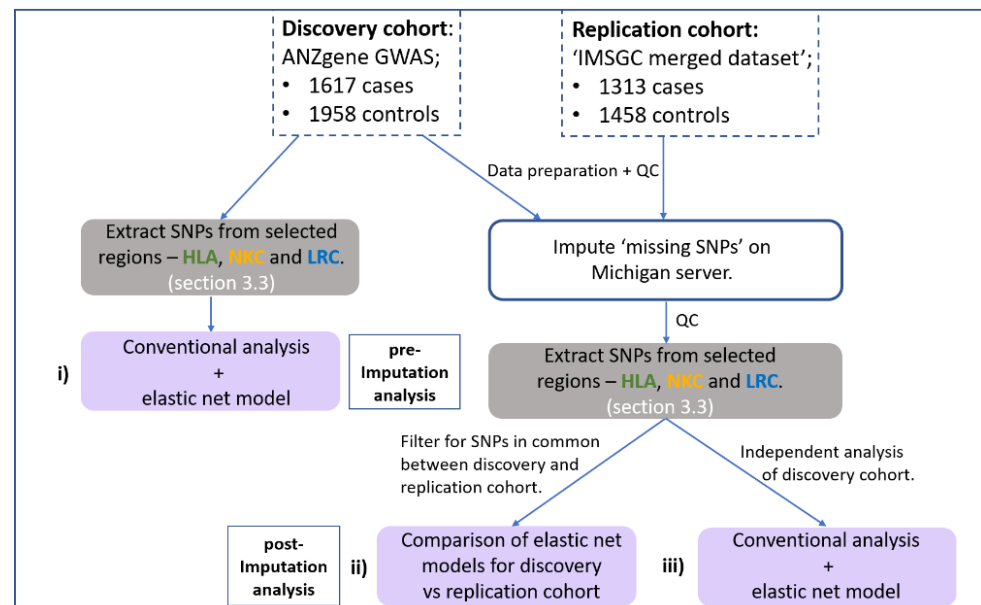 Discovery cohort:
ANZgene GWAS;
• 1617 cases
• 1958 controls
Replication cohort:
‘IMSGC merged dataset’;
• 1313 cases
• 1458 controls
Data preparation + QC
Extract SNPs from selected
regions – HLA, NKC and LRC.
(section 3.3)
Impute ‘missing SNPs’ on
Michigan server.
QC
i)
Conventional analysis
+
elastic net model
pre-
Imputation
analysis
Extract SNPs from selected
regions – HLA, NKC and LRC.
(section 3.3)
Filter for SNPs in common
between discovery and
replication cohort.
Independent analysis
of discovery cohort.
post-
Imputation
analysis
ii)
Comparison of elastic net
models for discovery
vs replication cohort
iii)
Conventional analysis
+
elastic net model